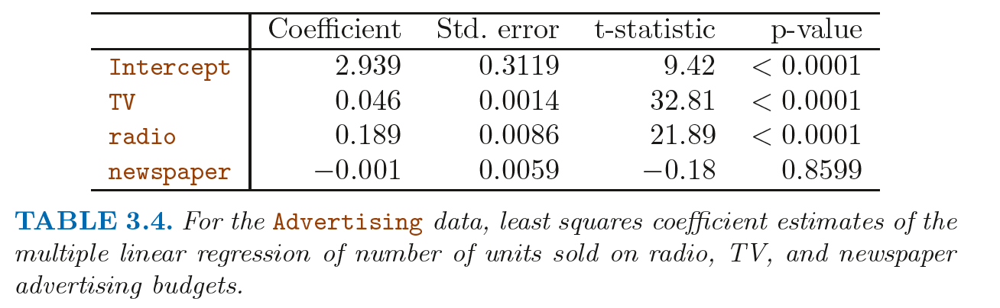 Coefficient Std. error t-statistic p-value
Intercept 2.939 0.3119 9.42 < 0.0001
TV 0.046 0.0014 32.81 < 0.0001
radio 0.189 0.0086 21.89 < 0.0001
newspaper −0.001 0.0059 −0.18 0.8599
TABLE 3.4. For the Advertising data, least squares coefficient estimates of the
multiple linear regression of number of units sold on radio, TV, and newspaper
advertising budgets.